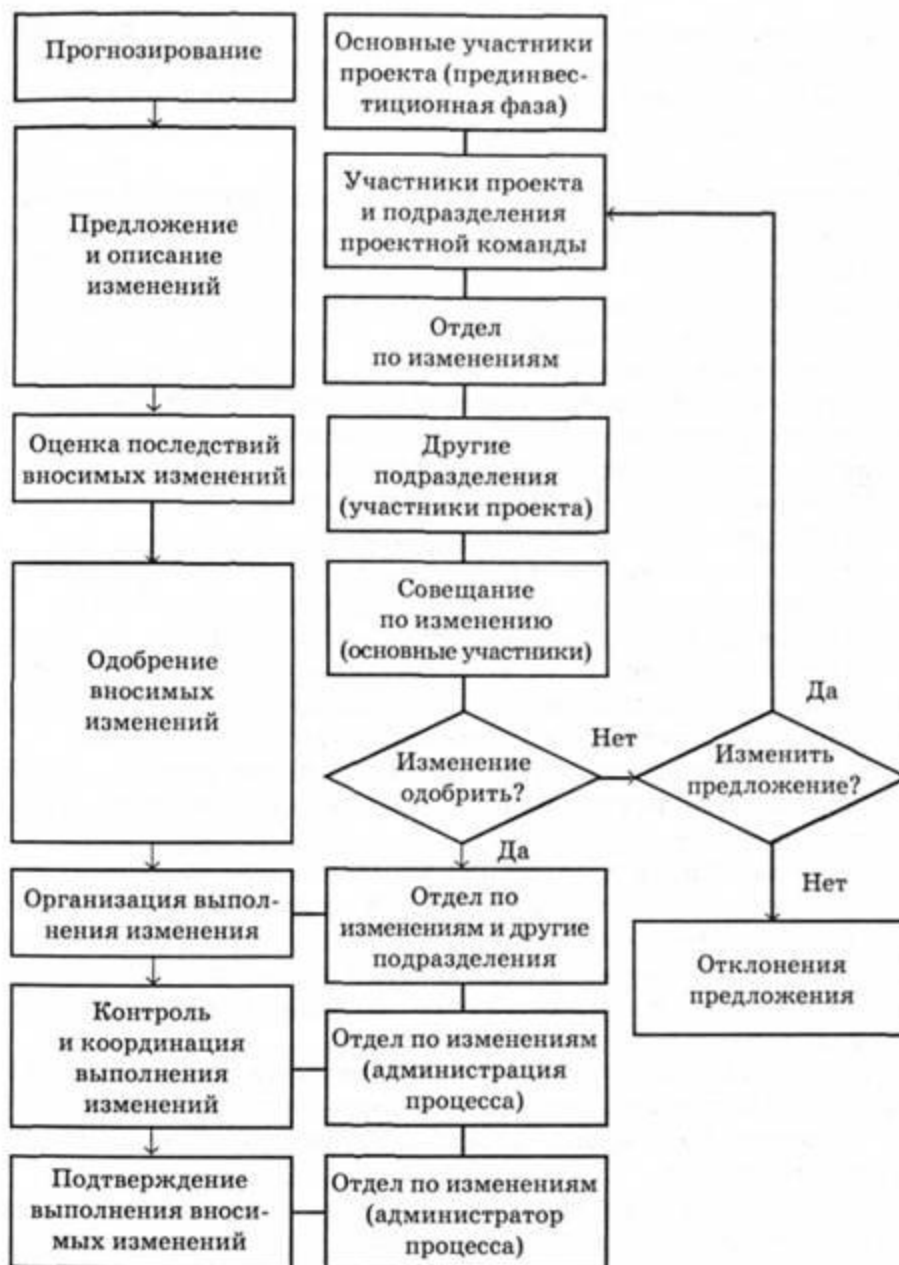 Прогнозирование
Основные участники
проекта (прединвес-
тиционная фаза)
Предложение
и описание
изменений
Участники проекта
и подразделения
проектной команды
Отдел
по изменениям
Оценка последствий
вносимых изменений
Другие
подразделения
(участники проекта)
Одобрение
вносимых
изменений
Совещание
по изменению
(основные участники)
Изменение
одобрить?
Нет
Изменить
предложение?
Да
Да
Нет
Организация выпол-
нения изменения
Отдел по
изменениям и другие
подразделения
Отклонения
предложения
Контроль
и координация
выполнения
изменений
Отдел по изменениям
(администрация
процесса)
Подтверждение
выполнения вноси-
мых изменений
Отдел по изменениям
(администратор
процесса)